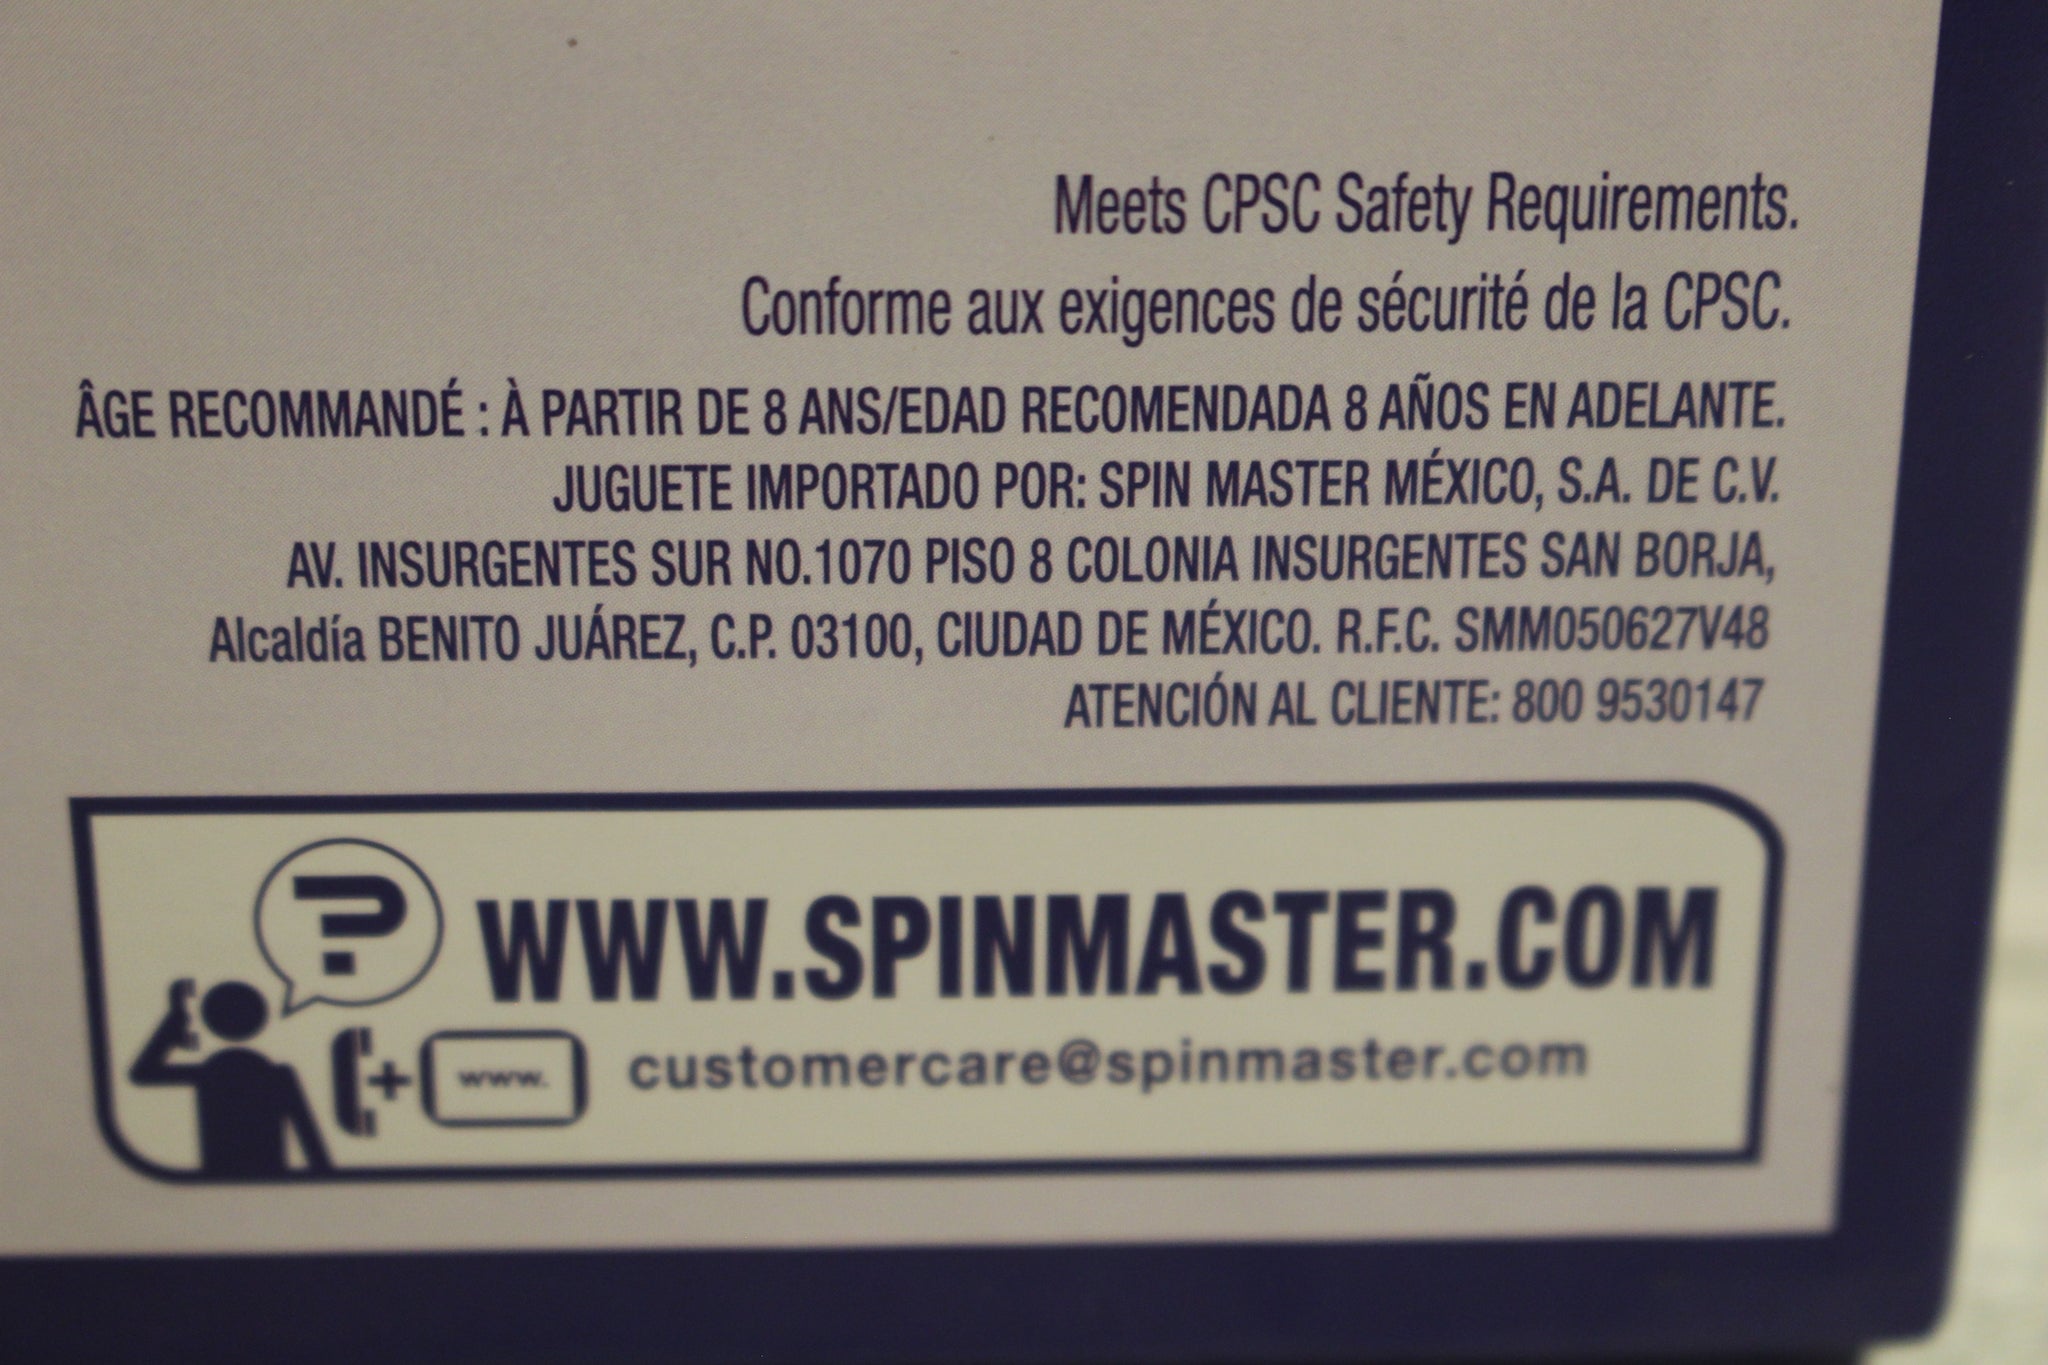 Meets CPSC Safety Requirements.
Conforme aux exigences de sécurité de la CPSC.
ÂGE RECOMMANDÉ : À PARTIR DE 8 ANS/EDAD RECOMENDADA 8 AÑOS EN ADELANTE.
JUGUETE IMPORTADO POR: SPIN MASTER MÉXICO, S.A. DE C.V.
AV. INSURGENTES SUR NO.1070 PISO 8 COLONIA INSURGENTES SAN BORJA,
Alcaldía BENITO JUÁREZ, C.P. 03100, CIUDAD DE MÉXICO. R.F.C. SMM050627V48
ATENCIÓN AL CLIENTE: 800 9530147
?
WWW.SPINMASTER.COM
+ www. customercare@spinmaster.com